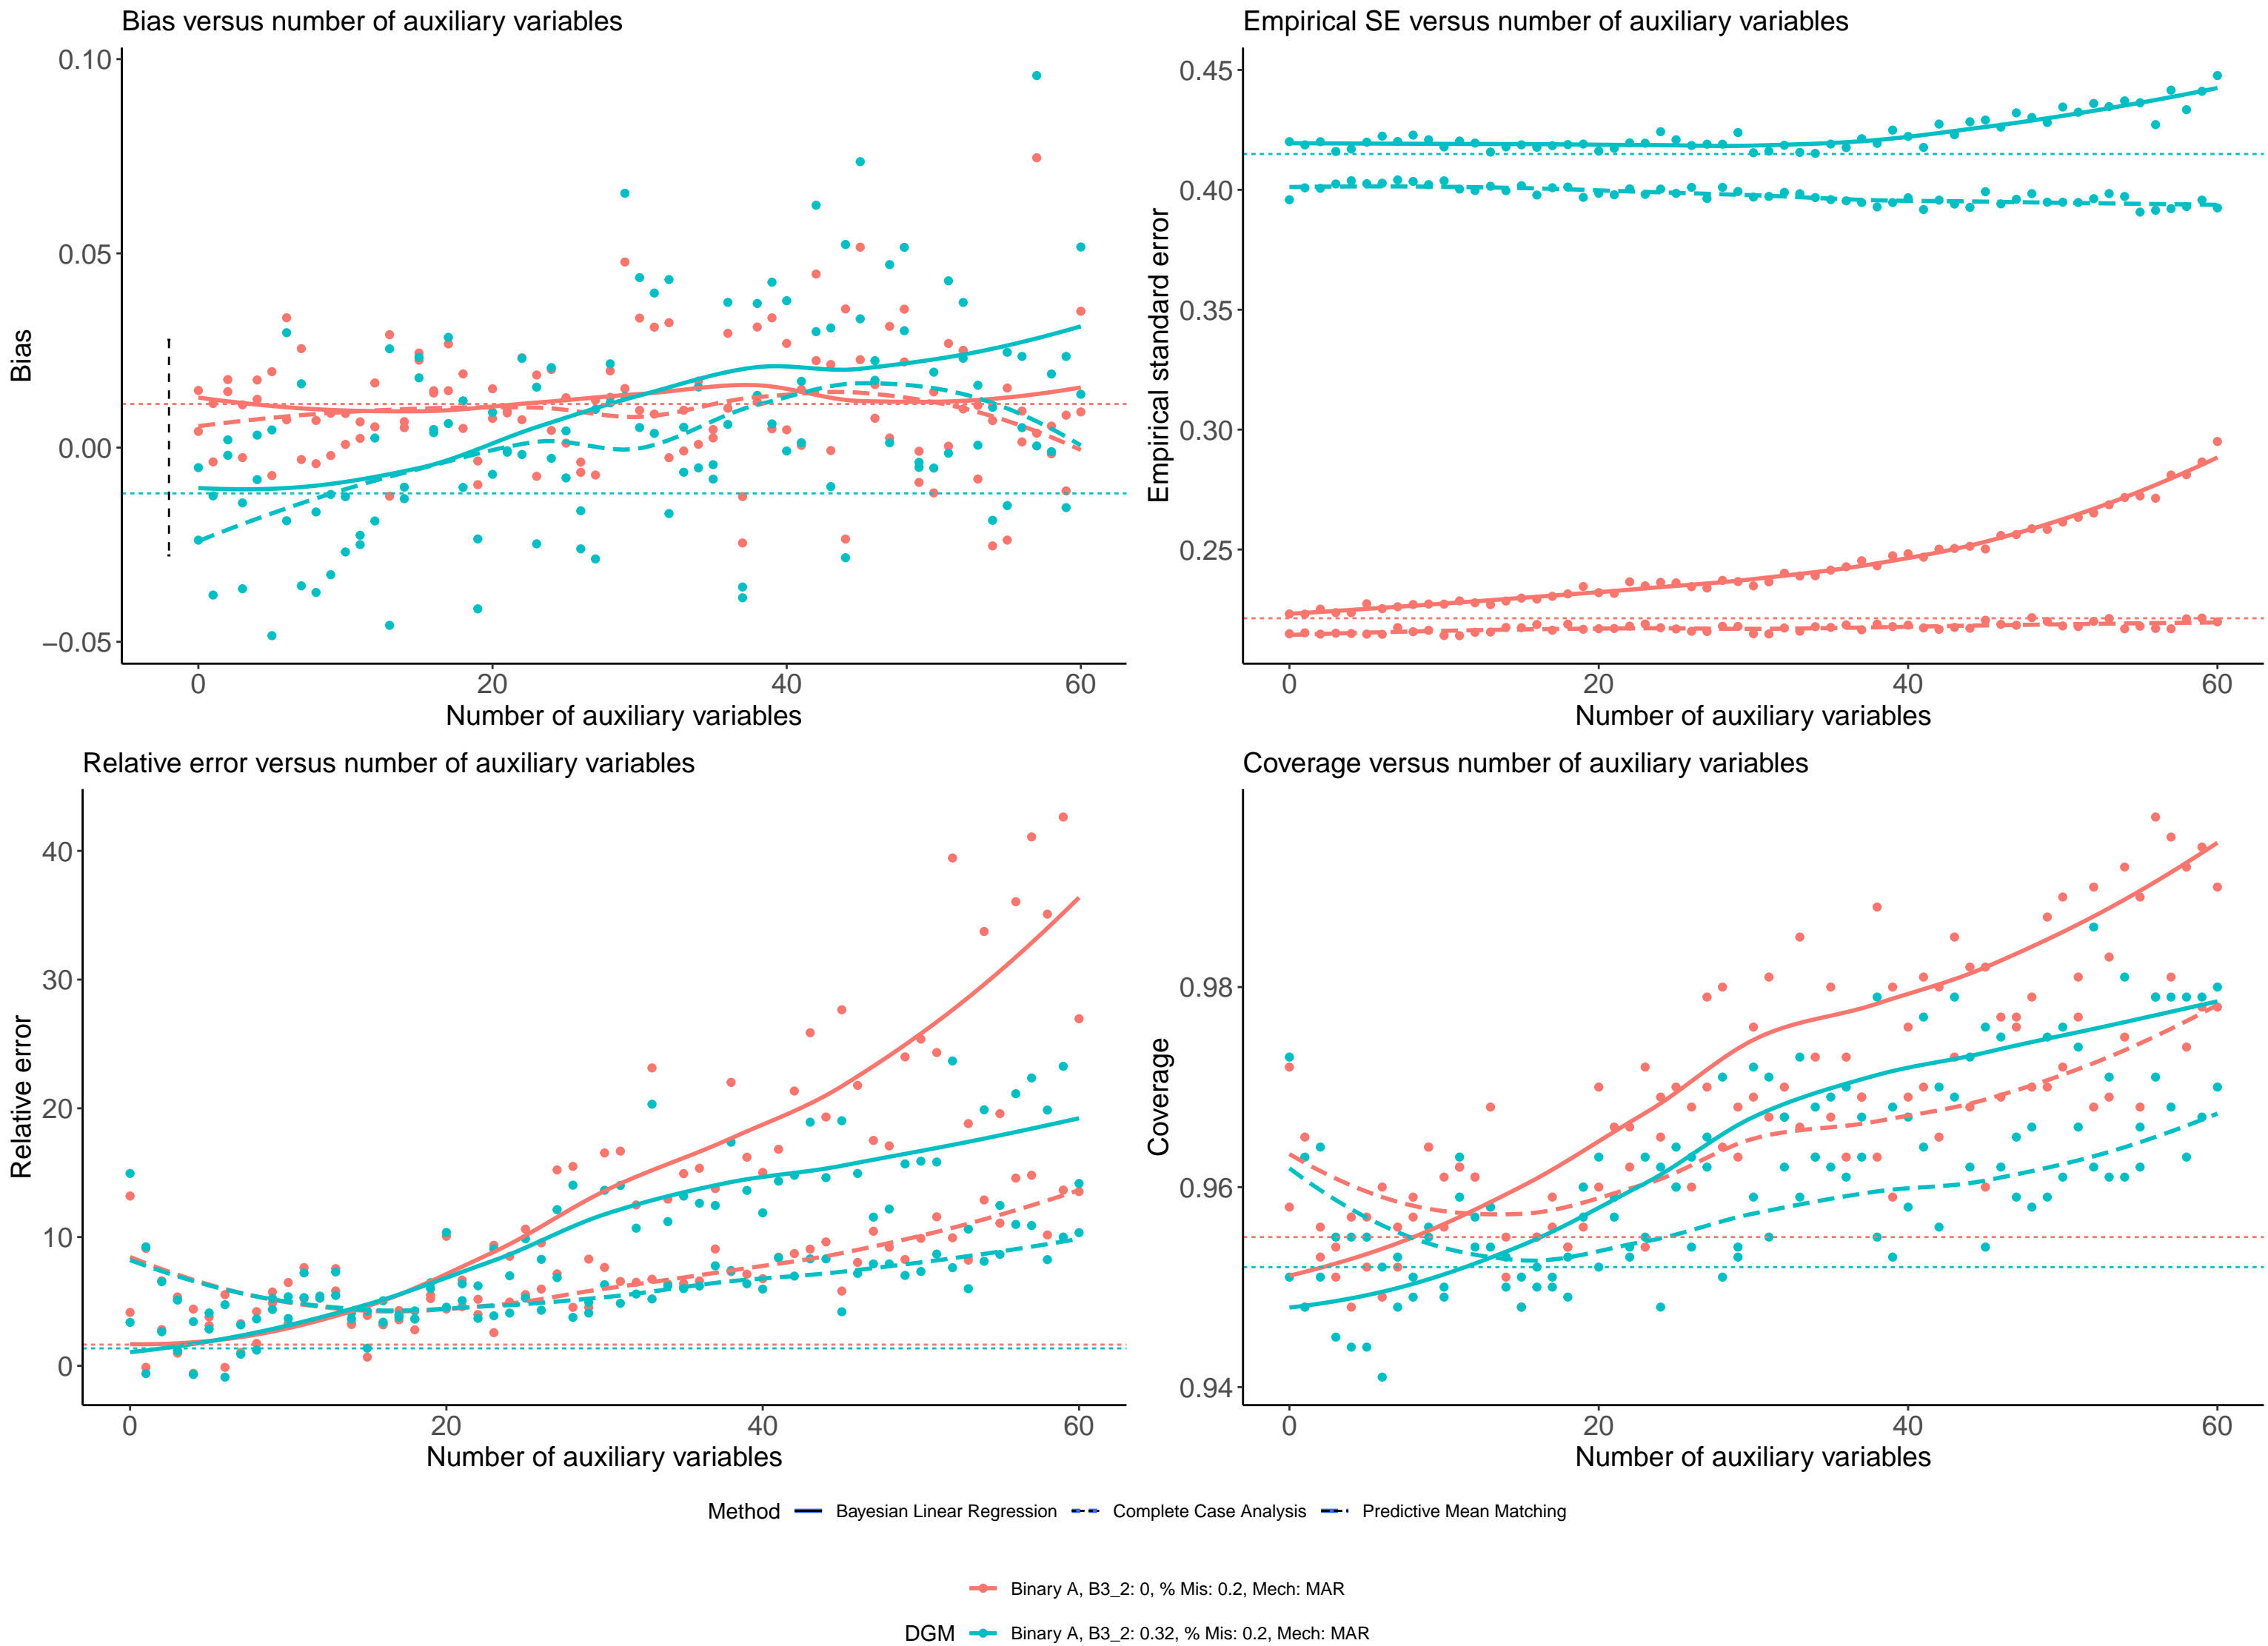 Bias versus number of auxiliary variables
0.10
0.05
0.00
−0.05
Bias
0 20 40 60
Number of auxiliary variables
Empirical SE versus number of auxiliary variables
0.45
0.40
0.35
0.30
0.25
Empirical standard error
0 20 40 60
Number of auxiliary variables
Relative error versus number of auxiliary variables
40
30
20
10
0
Relative error
0 20 40 60
Number of auxiliary variables
Coverage versus number of auxiliary variables
0.98
0.96
0.94
Coverage
0 20 40 60
Number of auxiliary variables
Method Bayesian Linear Regression Complete Case Analysis Predictive Mean Matching
Binary A, B3_2: 0, % Mis: 0.2, Mech: MAR
DGM Binary A, B3_2: 0.32, % Mis: 0.2, Mech: MAR